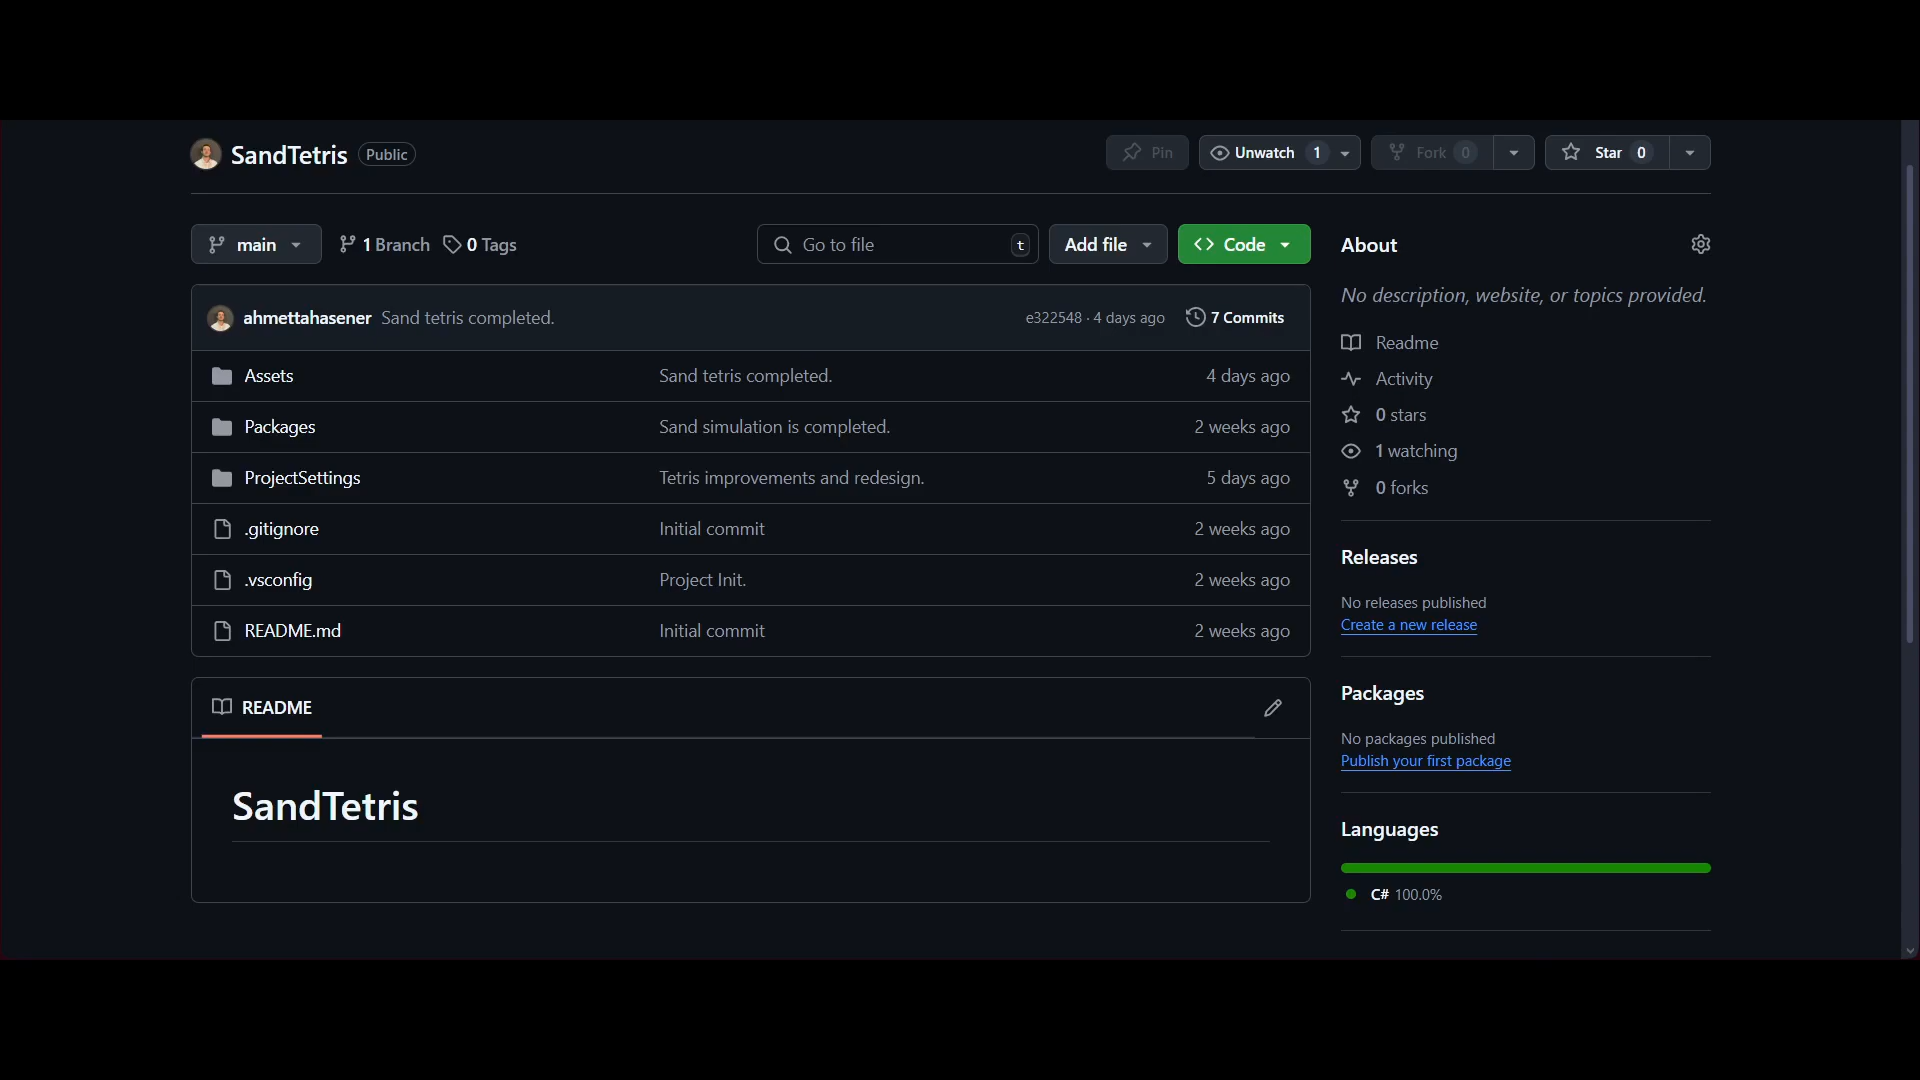 SandTetris Public Pin Unwatch 1 Fork 0 Star 0
main 1 Branch 0 Tags Go to file t Add file Code
ahmettahasener Sand tetris completed. e322548 · 4 days ago 7 Commits
Assets Sand tetris completed. 4 days ago
Packages Sand simulation is completed. 2 weeks ago
ProjectSettings Tetris improvements and redesign. 5 days ago
.gitignore Initial commit 2 weeks ago
.vsconfig Project Init. 2 weeks ago
README.md Initial commit 2 weeks ago
README
SandTetris
About
No description, website, or topics provided.
Readme
Activity
0 stars
1 watching
0 forks
Releases
No releases published
Create a new release
Packages
No packages published
Publish your first package
Languages
C# 100.0%